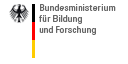 Bundesministerium
für Bildung
und Forschung